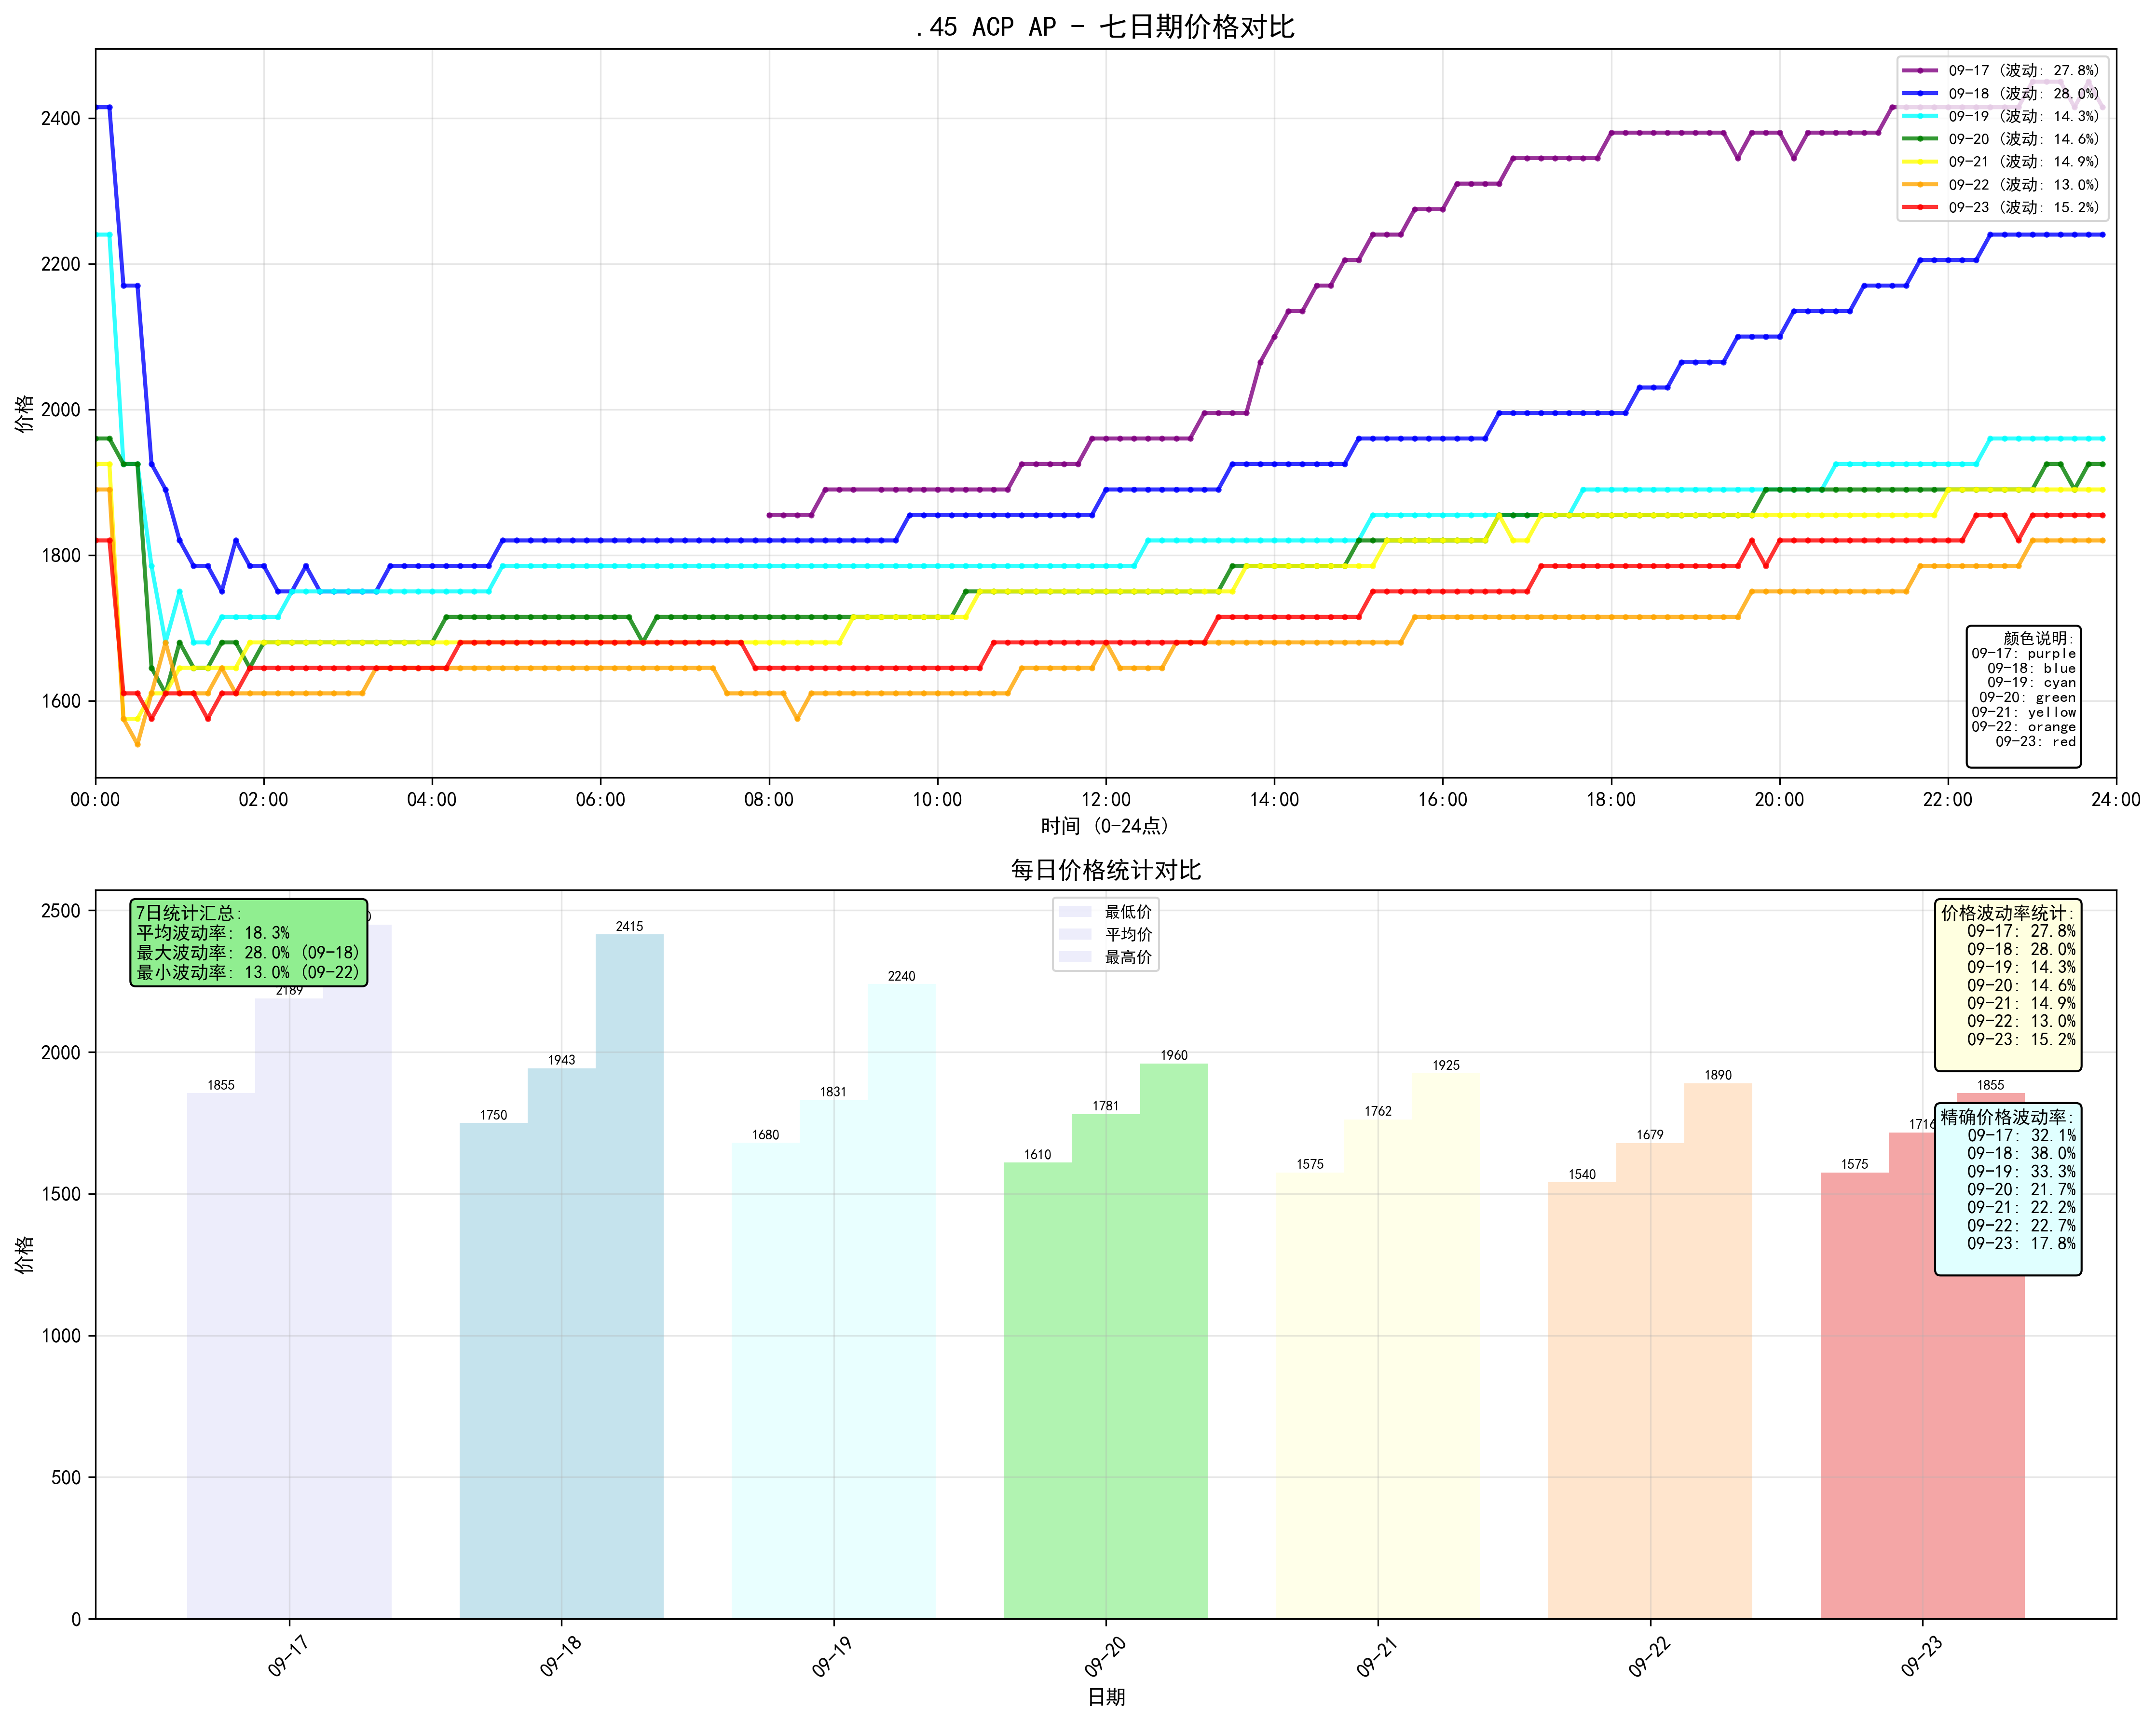 .45 ACP AP - 七日期价格对比
价格
2400
2200
2000
1800
1600
09-17 (波动: 27.8%)
09-18 (波动: 28.0%)
09-19 (波动: 14.3%)
09-20 (波动: 14.6%)
09-21 (波动: 14.9%)
09-22 (波动: 13.0%)
09-23 (波动: 15.2%)
颜色说明:
09-17: purple
09-18: blue
09-19: cyan
09-20: green
09-21: yellow
09-22: orange
09-23: red
00:00 02:00 04:00 06:00 08:00 10:00 12:00 14:00 16:00 18:00 20:00 22:00 24:00
时间 (0-24点)
每日价格统计对比
价格
2500
2000
1500
1000
500
0
7日统计汇总:
平均波动率: 18.3%
最大波动率: 28.0% (09-18)
最小波动率: 13.0% (09-22)
最低价
平均价
最高价
价格波动率统计:
09-17: 27.8%
09-18: 28.0%
09-19: 14.3%
09-20: 14.6%
09-21: 14.9%
09-22: 13.0%
09-23: 15.2%
精确价格波动率:
09-17: 32.1%
09-18: 38.0%
09-19: 33.3%
09-20: 21.7%
09-21: 22.2%
09-22: 22.7%
09-23: 17.8%
1855 2189
1750 1943 2415
1680 1831 2240
1610 1781 1960
1575 1762 1925
1540 1679 1890
1575 1716 1855
09-17 09-18 09-19 09-20 09-21 09-22 09-23
日期